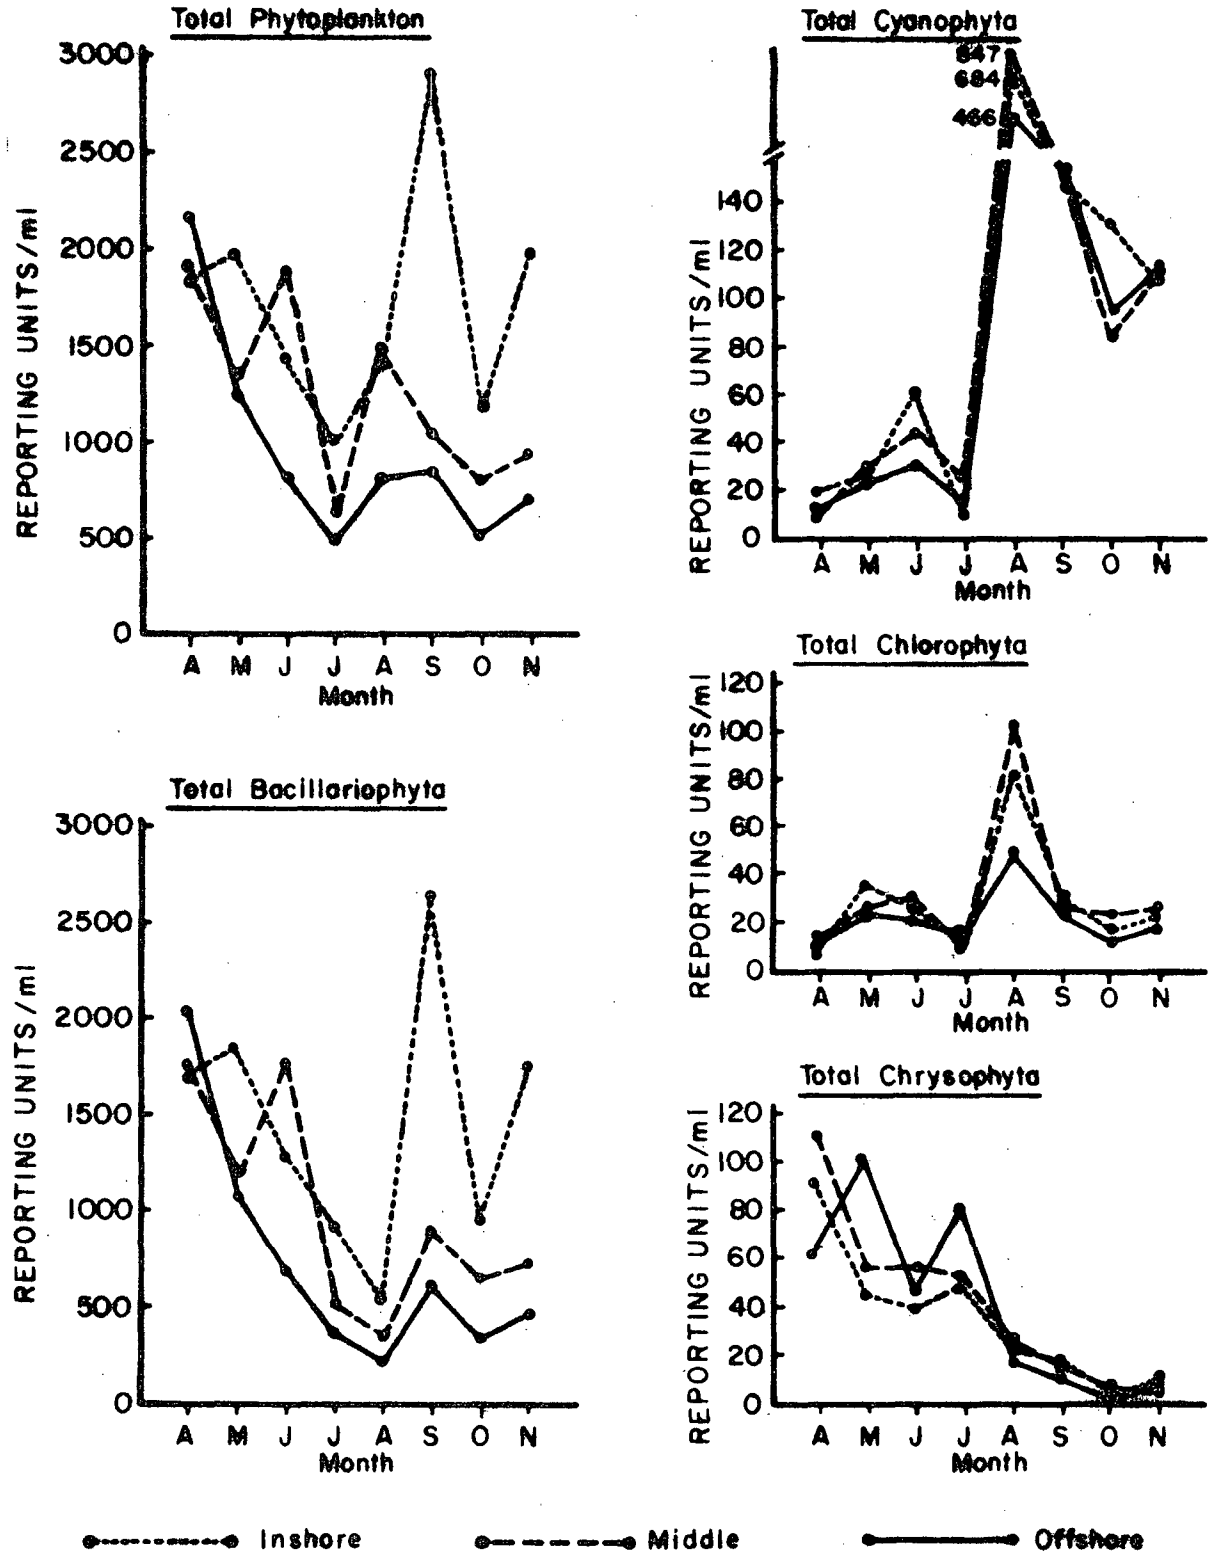 Total Phytoplankton
3000
2500
2000
1500
1000
500
0
REPORTING UNITS/ml
A M J J A S O N
Month
Total Cyanophyta
847
684
466
140
120
100
80
60
40
20
0
REPORTING UNITS/ml
A M J J A S O N
Month
Total Chlorophyta
120
100
80
60
40
20
0
REPORTING UNITS/ml
A M J J A S O N
Month
Total Bacillariophyta
3000
2500
2000
1500
1000
500
0
REPORTING UNITS/ml
A M J J A S O N
Month
Total Chrysophyta
120
100
80
60
40
20
0
REPORTING UNITS/ml
A M J J A S O N
Month
Inshore Middle Offshore